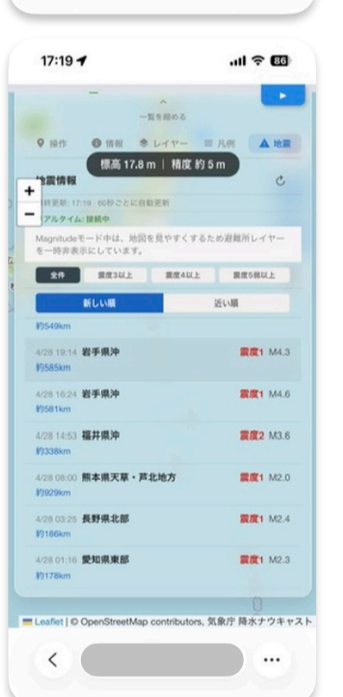 17:19
86
一覧を縮める
操作 情報 レイヤー 凡例 地震
標高 17.8 m | 精度 約 5 m
地震情報
+
終更新: 17:19・60秒ごとに自動更新
−
アルタイム: 接続中
Magnitudeモード中は、地図を見やすくするため避難所レイヤー
を一時非表示にしています。
全件 震度3以上 震度4以上 震度5弱以上
新しい順 近い順
約549km
4/28 19:14 岩手県沖 震度1 M4.3
約585km
4/28 16:24 岩手県沖 震度1 M4.6
約581km
4/28 14:53 福井県沖 震度2 M3.6
約338km
4/28 08:00 熊本県天草・芦北地方 震度1 M2.0
約929km
4/28 03:25 長野県北部 震度1 M2.4
約186km
4/28 01:16 愛知県東部 震度1 M2.3
約178km
Leaflet | © OpenStreetMap contributors, 気象庁 降水ナウキャスト